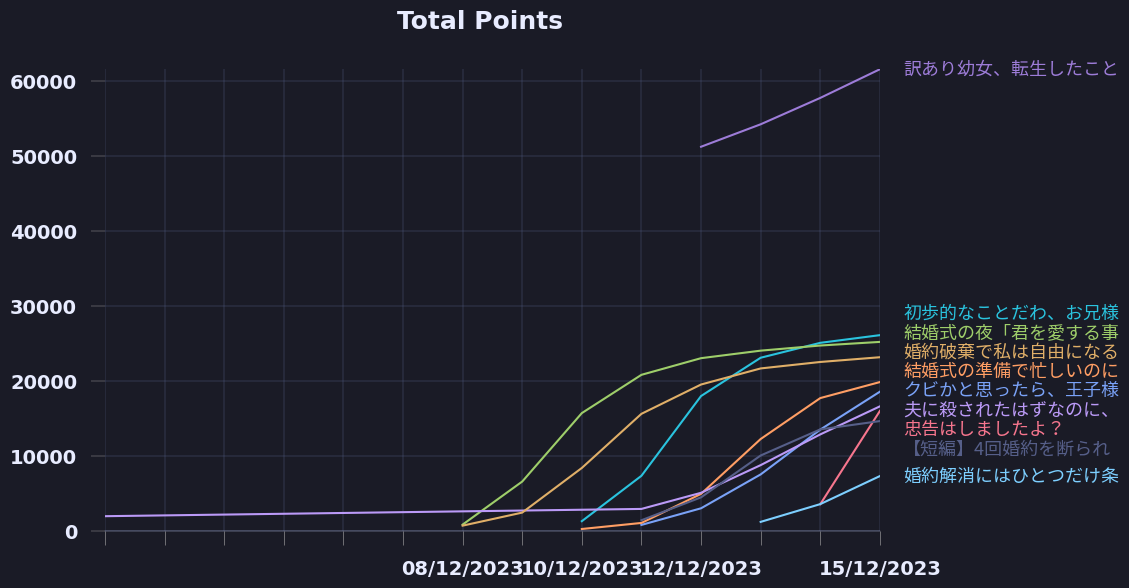 Total Points
60000
50000
40000
30000
20000
10000
0
08/12/2023
10/12/2023
12/12/2023
15/12/2023
訳あり幼女、転生したこと
初歩的なことだわ、お兄様
結婚式の夜「君を愛する事
婚約破棄で私は自由になる
結婚式の準備で忙しいのに
クビかと思ったら、王子様
夫に殺されたはずなのに、
忠告はしましたよ？
【短編】4回婚約を断られ
婚約解消にはひとつだけ条